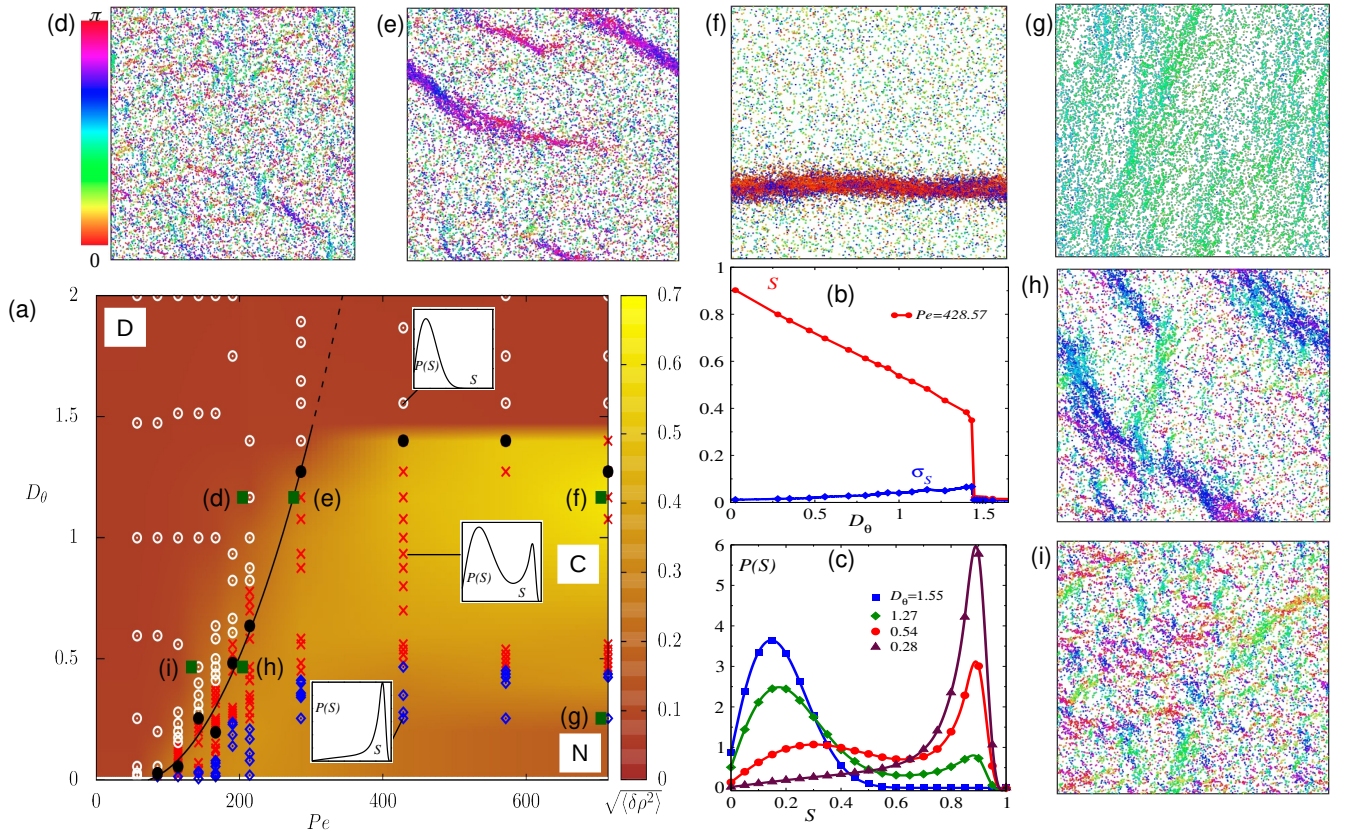 (d)
π
0
(e)
(f)
(g)
(a)
2
1.5
1
0.5
0
D_θ
0
200
400
600
Pe
D
C
N
(d)
(e)
(f)
(g)
(h)
(i)
P(S)
S
P(S)
S
P(S)
S
0.7
0.6
0.5
0.4
0.3
0.2
0.1
0
√⟨δρ²⟩
(b)
1
0.8
0.6
0.4
0.2
0
S
Pe=428.57
σ_S
0
0.5
1
1.5
D_θ
(c)
P(S)
6
5
4
3
2
1
0
D_θ=1.55
1.27
0.54
0.28
0
0.2
0.4
0.6
0.8
1
S
(h)
(i)